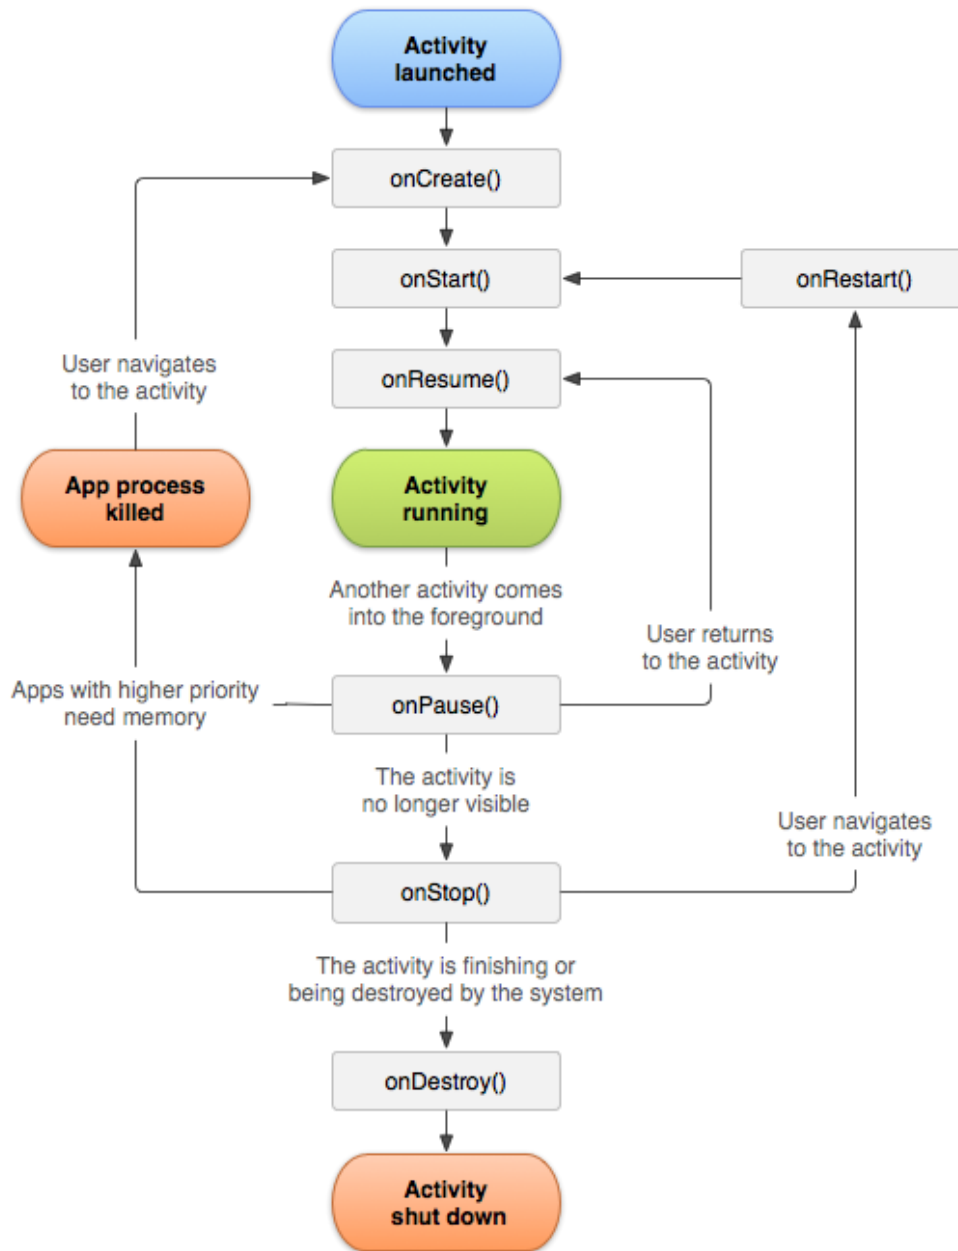 Activity
launched
onCreate()
onStart()
onRestart()
User navigates
to the activity
onResume()
App process
killed
Activity
running
Another activity comes
into the foreground
User returns
to the activity
Apps with higher priority
need memory
onPause()
The activity is
no longer visible
User navigates
to the activity
onStop()
The activity is finishing or
being destroyed by the system
onDestroy()
Activity
shut down